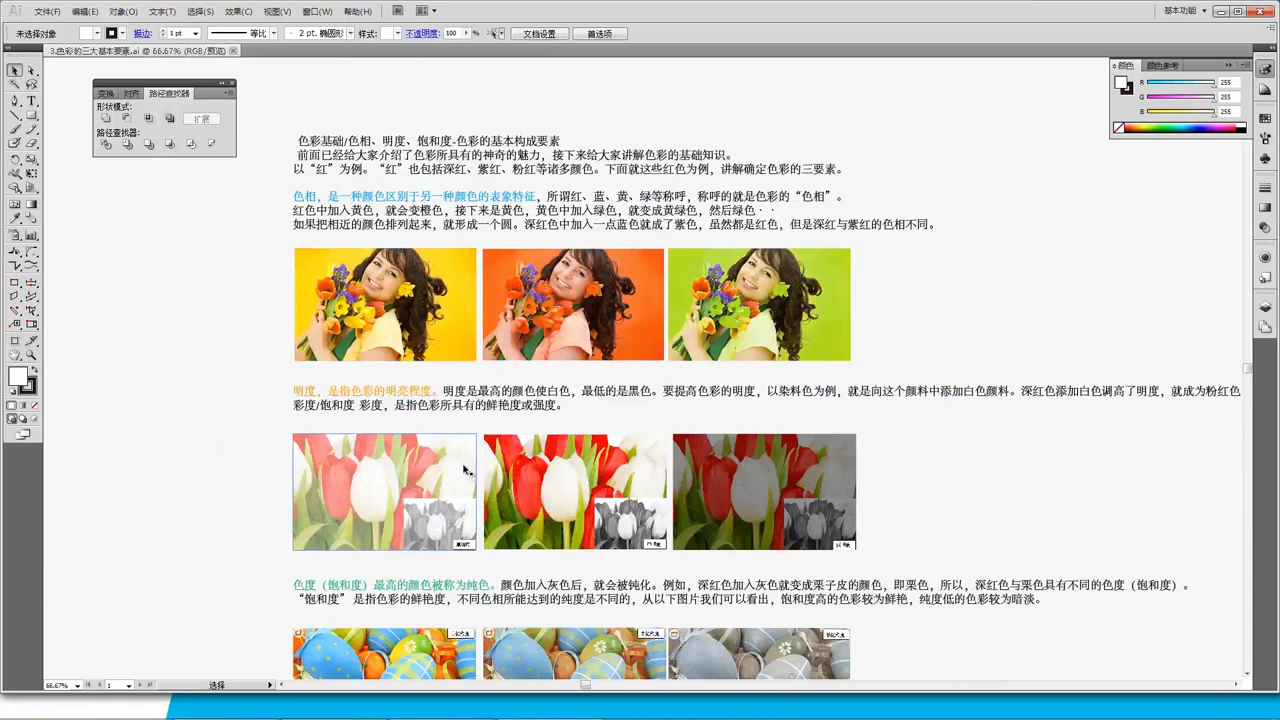 Ai 文件(F) 编辑(E) 对象(O) 文字(T) 选择(S) 效果(C) 视图(V) 窗口(W) 帮助(H) Br 基本功能
未选择对象 描边: 1 pt 等比 2 pt. 椭圆形 样式: 不透明度: 100 % 文档设置 首选项
3.色彩的三大基本要素.ai @ 66.67% (RGB/预览)
颜色 颜色参考
R 255
G 255
B 255
变换 对齐 路径查找器
形状模式:
扩展
路径查找器:
色彩基础/色相、明度、饱和度-色彩的基本构成要素
前面已经给大家介绍了色彩所具有的神奇的魅力，接下来给大家讲解色彩的基础知识。
以“红”为例。“红”也包括深红、紫红、粉红等诸多颜色。下面就这些红色为例，讲解确定色彩的三要素。
色相，是一种颜色区别于另一种颜色的表象特征，所谓红、蓝、黄、绿等称呼，称呼的就是色彩的“色相”。
红色中加入黄色，就会变橙色，接下来是黄色，黄色中加入绿色，就变成黄绿色，然后绿色··
如果把相近的颜色排列起来，就形成一个圆。深红色中加入一点蓝色就成了紫色，虽然都是红色，但是深红与紫红的色相不同。
明度，是指色彩的明亮程度。明度是最高的颜色使白色，最低的是黑色。要提高色彩的明度，以染料色为例，就是向这个颜料中添加白色颜料。深红色添加白色调高了明度，就成为粉红色
彩度/饱和度 彩度，是指色彩所具有的鲜艳度或强度。
色度（饱和度）最高的颜色被称为纯色。颜色加入灰色后，就会被钝化。例如，深红色加入灰色就变成栗子皮的颜色，即栗色，所以，深红色与栗色具有不同的色度（饱和度）。
“饱和度” 是指色彩的鲜艳度，不同色相所能达到的纯度是不同的，从以下图片我们可以看出，饱和度高的色彩较为鲜艳，纯度低的色彩较为暗淡。
66.67% 1 选择